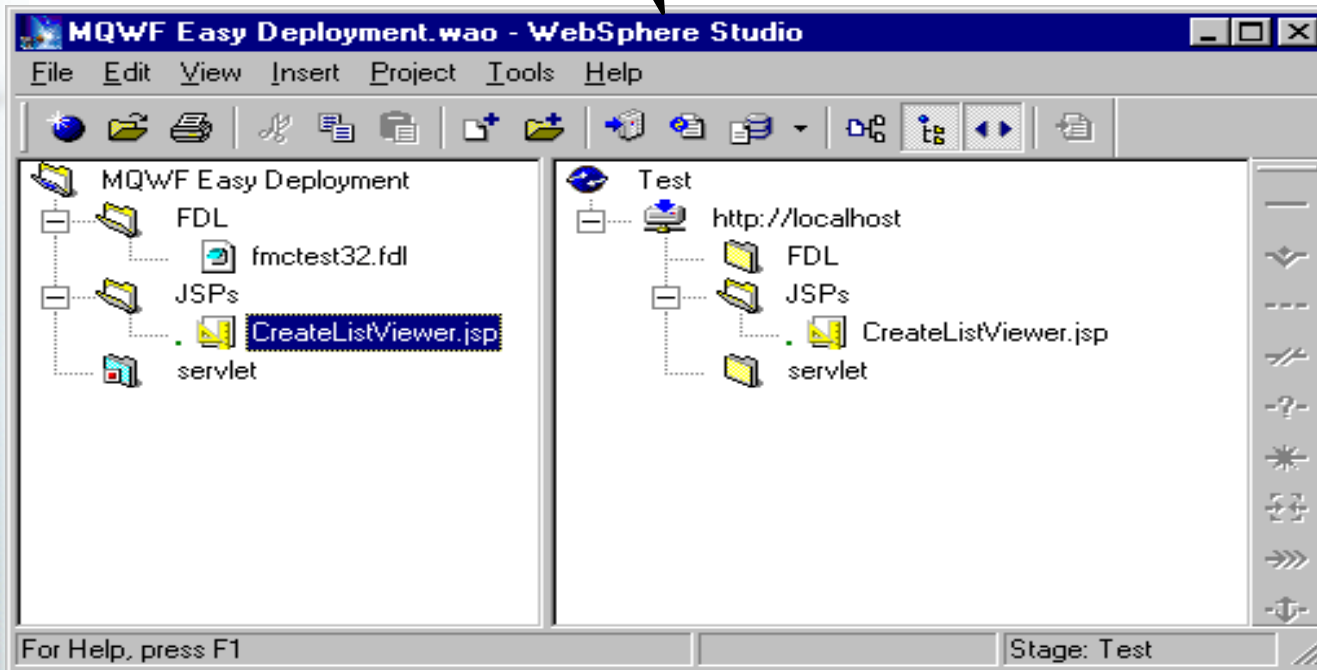 MQWF Easy Deployment.wao - WebSphere Studio
File Edit View Insert Project Tools Help
MQWF Easy Deployment
FDL
fmctest32.fdl
JSPs
CreateListViewer.jsp
servlet
Test
http://localhost
FDL
JSPs
CreateListViewer.jsp
servlet
For Help, press F1
Stage: Test